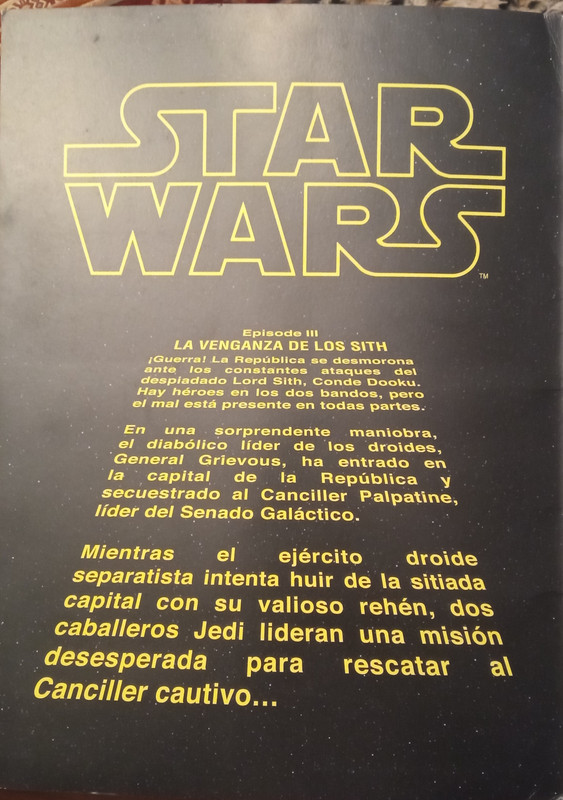 STAR
WARS
TM
Episode III
LA VENGANZA DE LOS SITH
¡Guerra! La República se desmorona
ante los constantes ataques del
despiadado Lord Sith, Conde Dooku.
Hay héroes en los dos bandos, pero
el mal está presente en todas partes.
En una sorprendente maniobra,
el diabólico líder de los droides,
General Grievous, ha entrado en
la capital de la República y
secuestrado al Canciller Palpatine,
líder del Senado Galáctico.
Mientras el ejército droide
separatista intenta huir de la sitiada
capital con su valioso rehén, dos
caballeros Jedi lideran una misión
desesperada para rescatar al
Canciller cautivo...